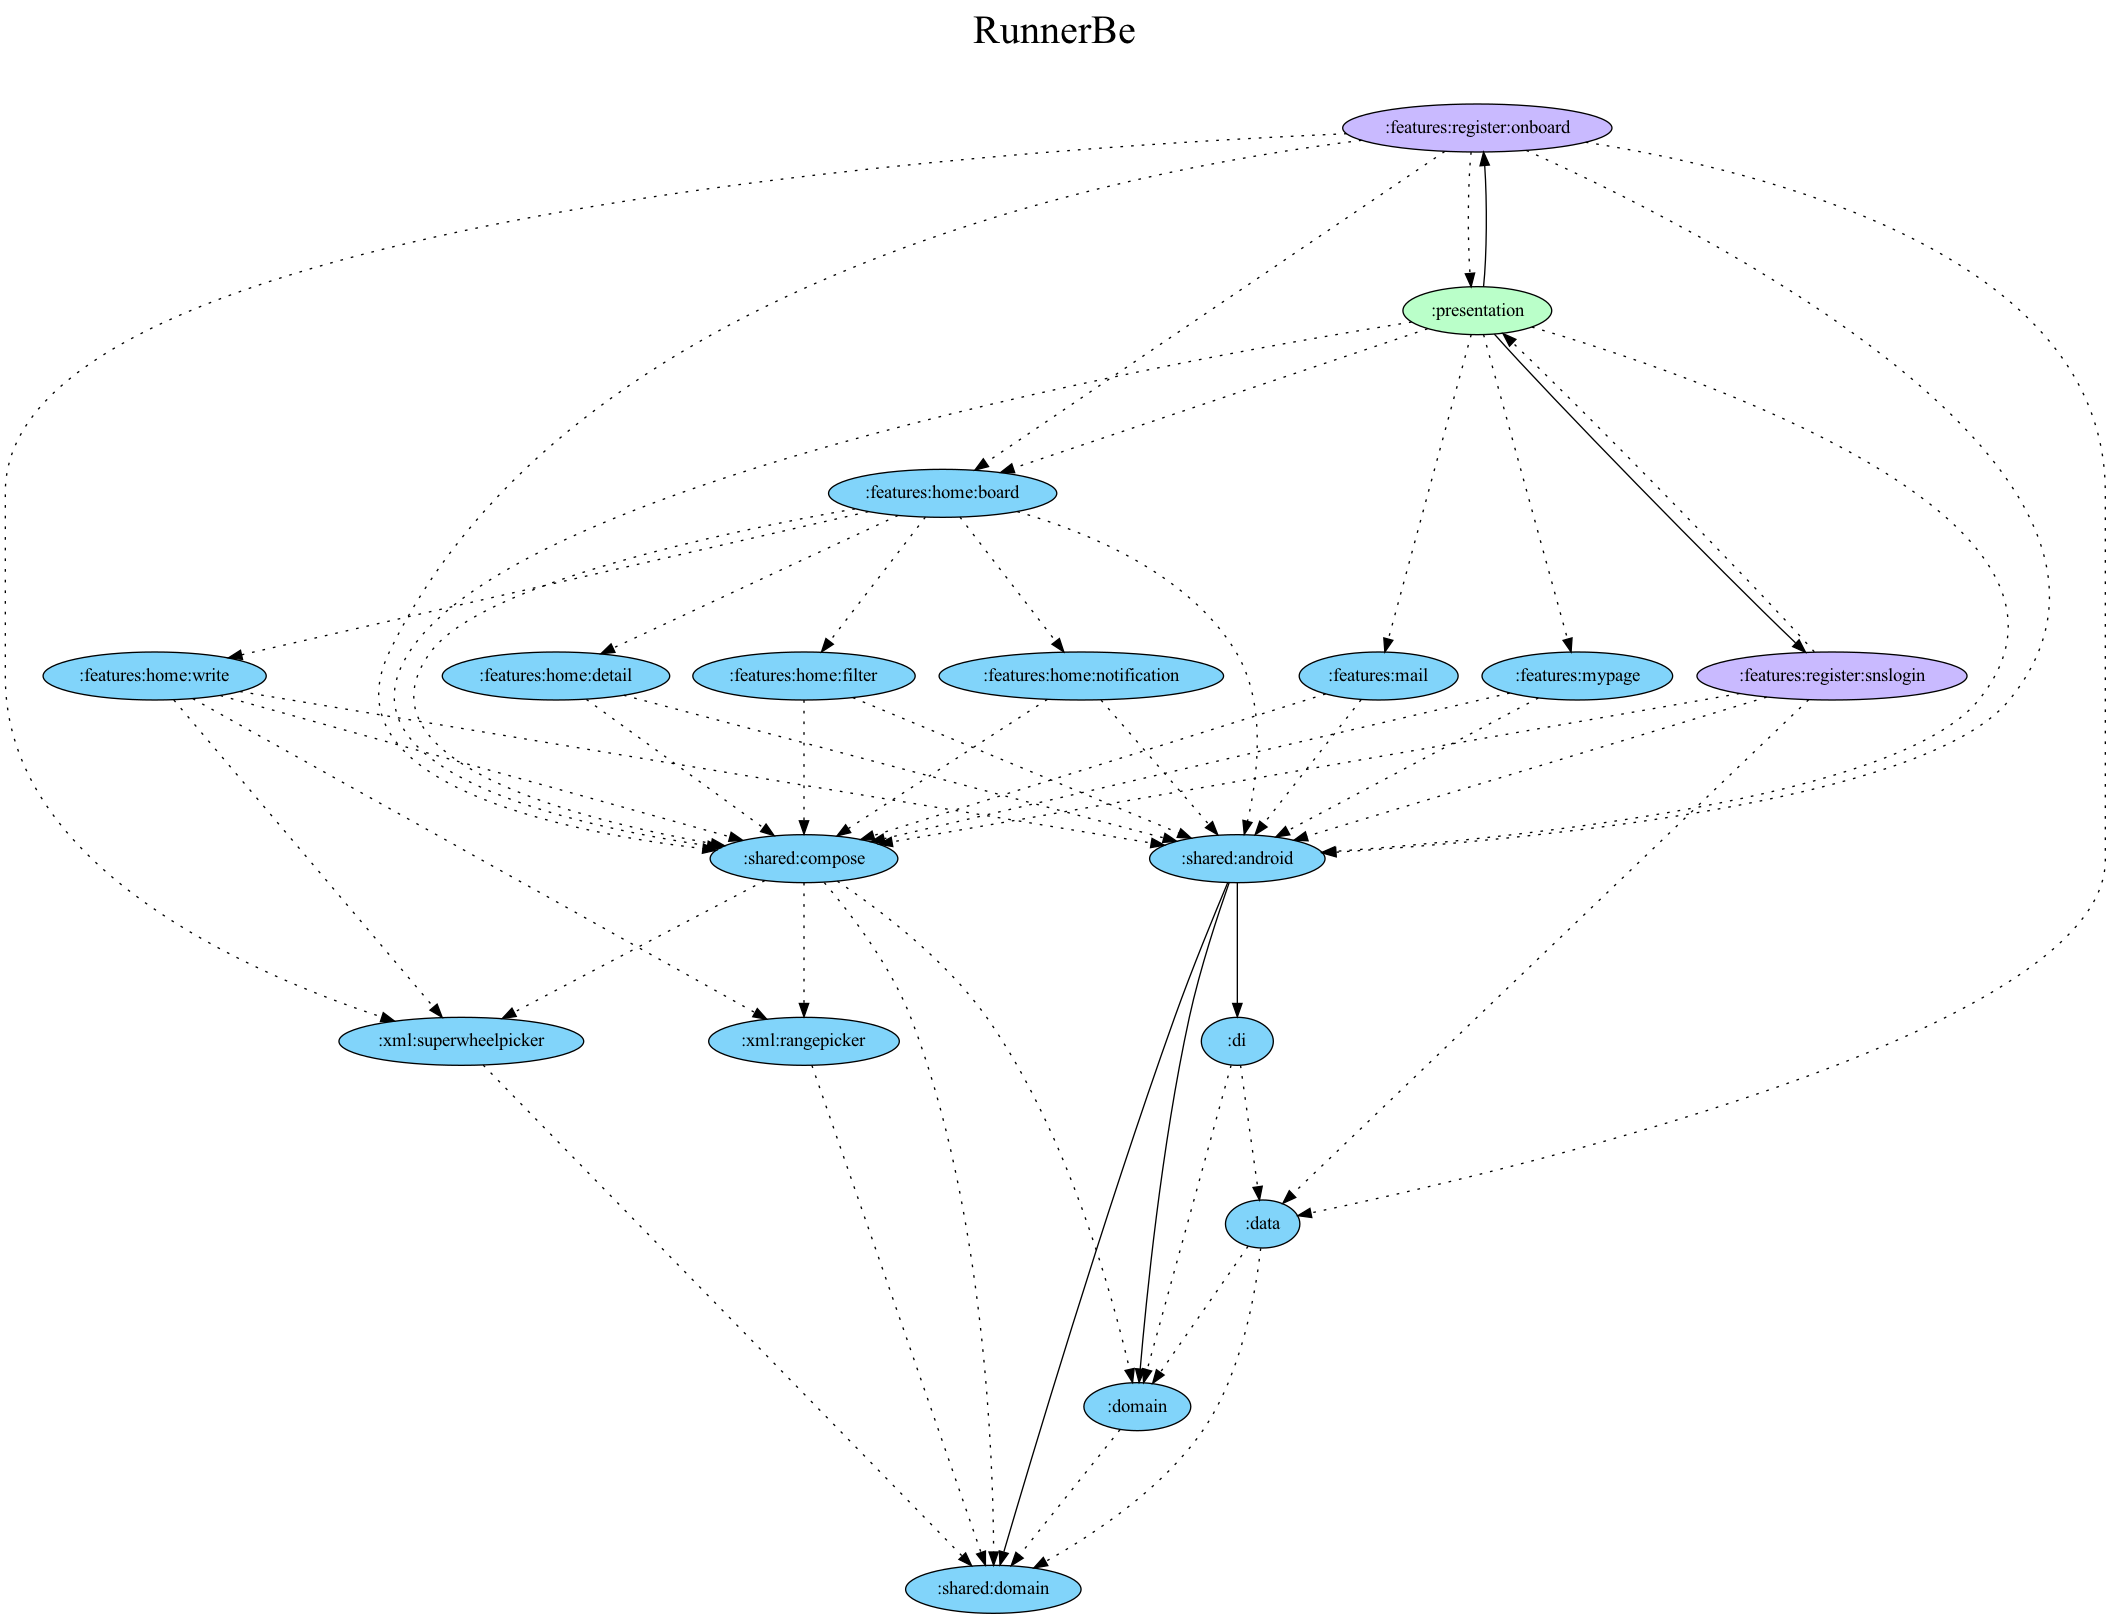 RunnerBe
:features:register:onboard
:presentation
:features:home:board
:features:home:write
:features:home:detail
:features:home:filter
:features:home:notification
:features:mail
:features:mypage
:features:register:snslogin
:shared:compose
:shared:android
:xml:superwheelpicker
:xml:rangepicker
:di
:data
:domain
:shared:domain